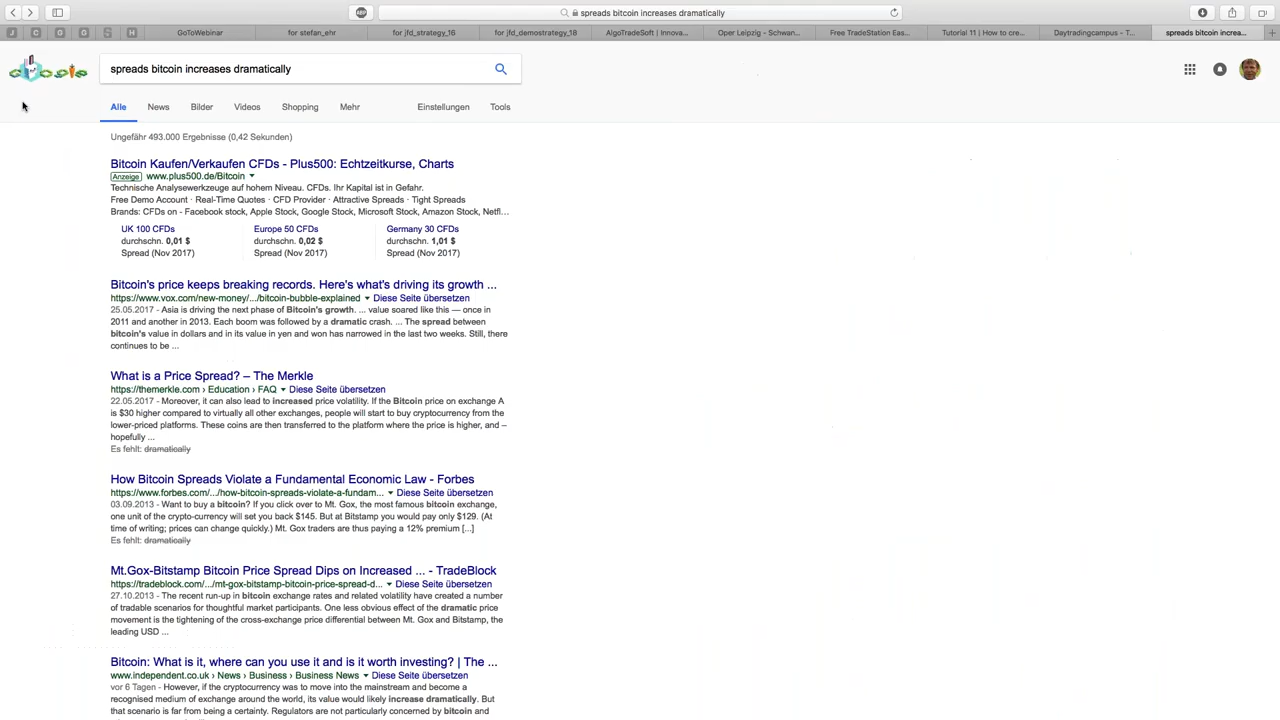 spreads bitcoin increases dramatically
J C G G S H GoToWebinar for stefan_ehr for jfd_strategy_16 for jfd_demostrategy_18 AlgoTradeSoft | Innova... Oper Leipzig – Schwan... Free TradeStation Eas... Tutorial 11 | How to cre... Daytradingcampus – T... spreads bitcoin increa...
spreads bitcoin increases dramatically
Alle News Bilder Videos Shopping Mehr Einstellungen Tools
Ungefähr 493.000 Ergebnisse (0,42 Sekunden)
Bitcoin Kaufen/Verkaufen CFDs - Plus500: Echtzeitkurse, Charts
Anzeige www.plus500.de/Bitcoin
Technische Analysewerkzeuge auf hohem Niveau. CFDs. Ihr Kapital ist in Gefahr.
Free Demo Account · Real-Time Quotes · CFD Provider · Attractive Spreads · Tight Spreads
Brands: CFDs on - Facebook stock, Apple Stock, Google Stock, Microsoft Stock, Amazon Stock, Netfl...
UK 100 CFDs Europe 50 CFDs Germany 30 CFDs
durchschn. 0,01 $ durchschn. 0,02 $ durchschn. 1,01 $
Spread (Nov 2017) Spread (Nov 2017) Spread (Nov 2017)
Bitcoin's price keeps breaking records. Here's what's driving its growth ...
https://www.vox.com/new-money/.../bitcoin-bubble-explained Diese Seite übersetzen
25.05.2017 - Asia is driving the next phase of Bitcoin's growth. ... value soared like this — once in
2011 and another in 2013. Each boom was followed by a dramatic crash. ... The spread between
bitcoin's value in dollars and in its value in yen and won has narrowed in the last two weeks. Still, there
continues to be ...
What is a Price Spread? – The Merkle
https://themerkle.com › Education › FAQ Diese Seite übersetzen
22.05.2017 - Moreover, it can also lead to increased price volatility. If the Bitcoin price on exchange A
is $30 higher compared to virtually all other exchanges, people will start to buy cryptocurrency from the
lower-priced platforms. These coins are then transferred to the platform where the price is higher, and –
hopefully ...
Es fehlt: dramatically
How Bitcoin Spreads Violate a Fundamental Economic Law - Forbes
https://www.forbes.com/.../how-bitcoin-spreads-violate-a-fundam... Diese Seite übersetzen
03.09.2013 - Want to buy a bitcoin? If you click over to Mt. Gox, the most famous bitcoin exchange,
one unit of the crypto-currency will set you back $145. But at Bitstamp you would pay only $129. (At
time of writing; prices can change quickly.) Mt. Gox traders are thus paying a 12% premium [...]
Es fehlt: dramatically
Mt.Gox-Bitstamp Bitcoin Price Spread Dips on Increased ... - TradeBlock
https://tradeblock.com/.../mt-gox-bitstamp-bitcoin-price-spread-d... Diese Seite übersetzen
27.10.2013 - The recent run-up in bitcoin exchange rates and related volatility have created a number
of tradable scenarios for thoughtful market participants. One less obvious effect of the dramatic price
movement is the tightening of the cross-exchange price differential between Mt. Gox and Bitstamp, the
leading USD ...
Bitcoin: What is it, where can you use it and is it worth investing? | The ...
www.independent.co.uk › News › Business › Business News Diese Seite übersetzen
vor 6 Tagen - However, if the cryptocurrency was to move into the mainstream and become a
recognised medium of exchange around the world, its value would likely increase dramatically. But
that scenario is far from being a certainty. Regulators are not particularly concerned by bitcoin and